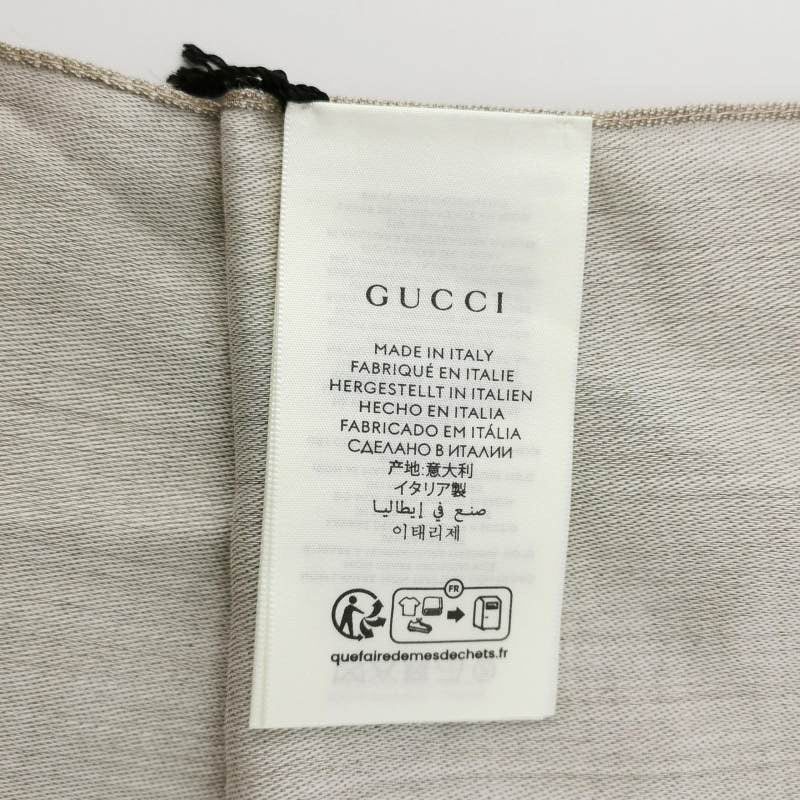 GUCCI
MADE IN ITALY
FABRIQUÉ EN ITALIE
HERGESTELLT IN ITALIEN
HECHO EN ITALIA
FABRICADO EM ITÁLIA
СДЕЛАНО В ИТАЛИИ
产地:意大利
イタリア製
صنع في إيطاليا
이태리제
FR
quefairedemesdechets.fr